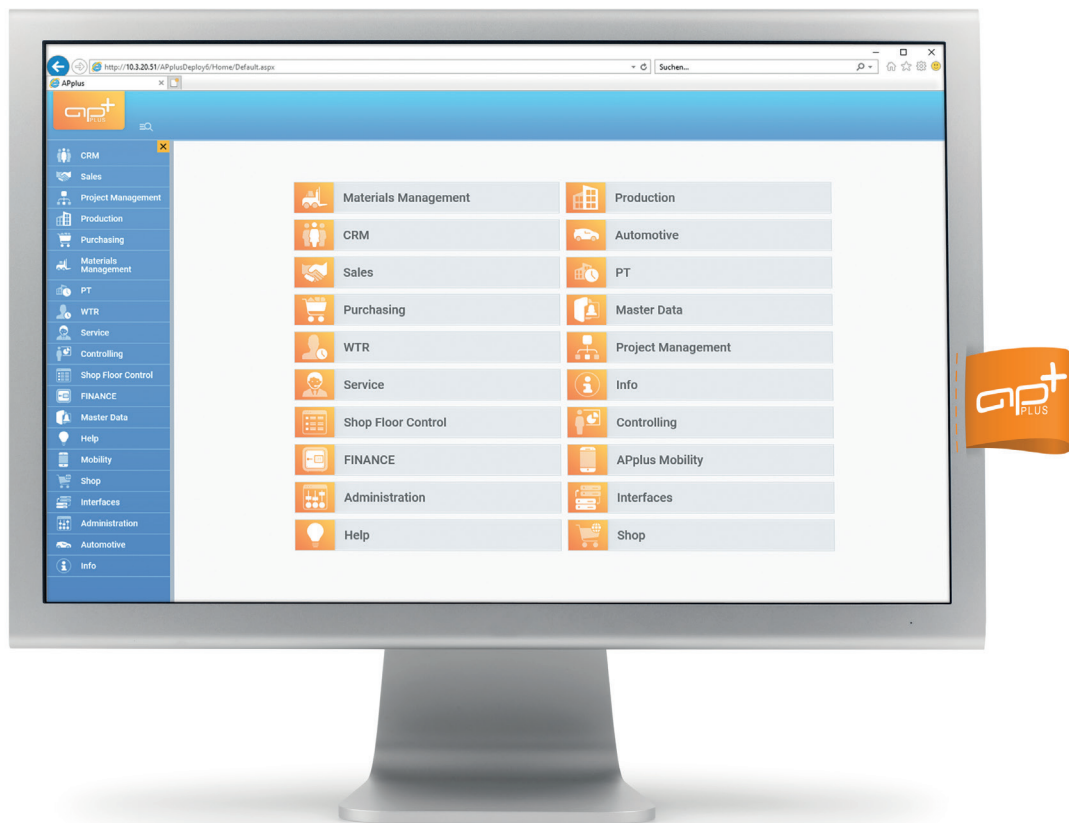 http://10.3.20.51/APplusDeploy6/Home/Default.aspx
Suchen...
APplus
ap+
PLUS
CRM
Sales
Project Management
Production
Purchasing
Materials
Management
PT
WTR
Service
Controlling
Shop Floor Control
FINANCE
Master Data
Help
Mobility
Shop
Interfaces
Administration
Automotive
Info
Materials Management
Production
CRM
Automotive
Sales
PT
Purchasing
Master Data
WTR
Project Management
Service
Info
Shop Floor Control
Controlling
FINANCE
APplus Mobility
Administration
Interfaces
Help
Shop
ap+
PLUS